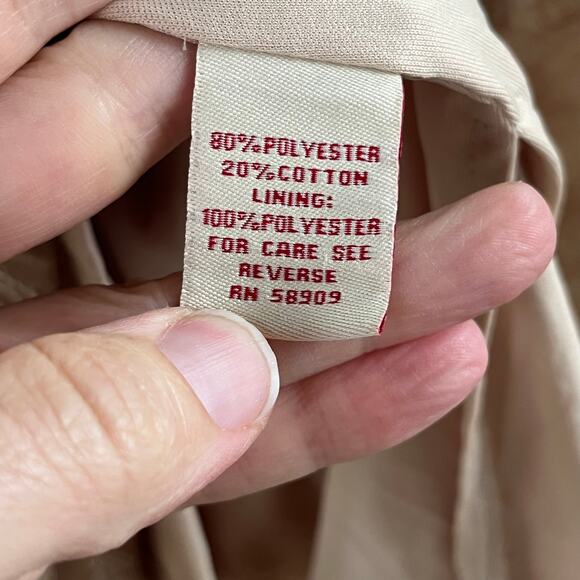 80%POLYESTER
20%COTTON
LINING:
100%POLYESTER
FOR CARE SEE
REVERSE
RN 58909